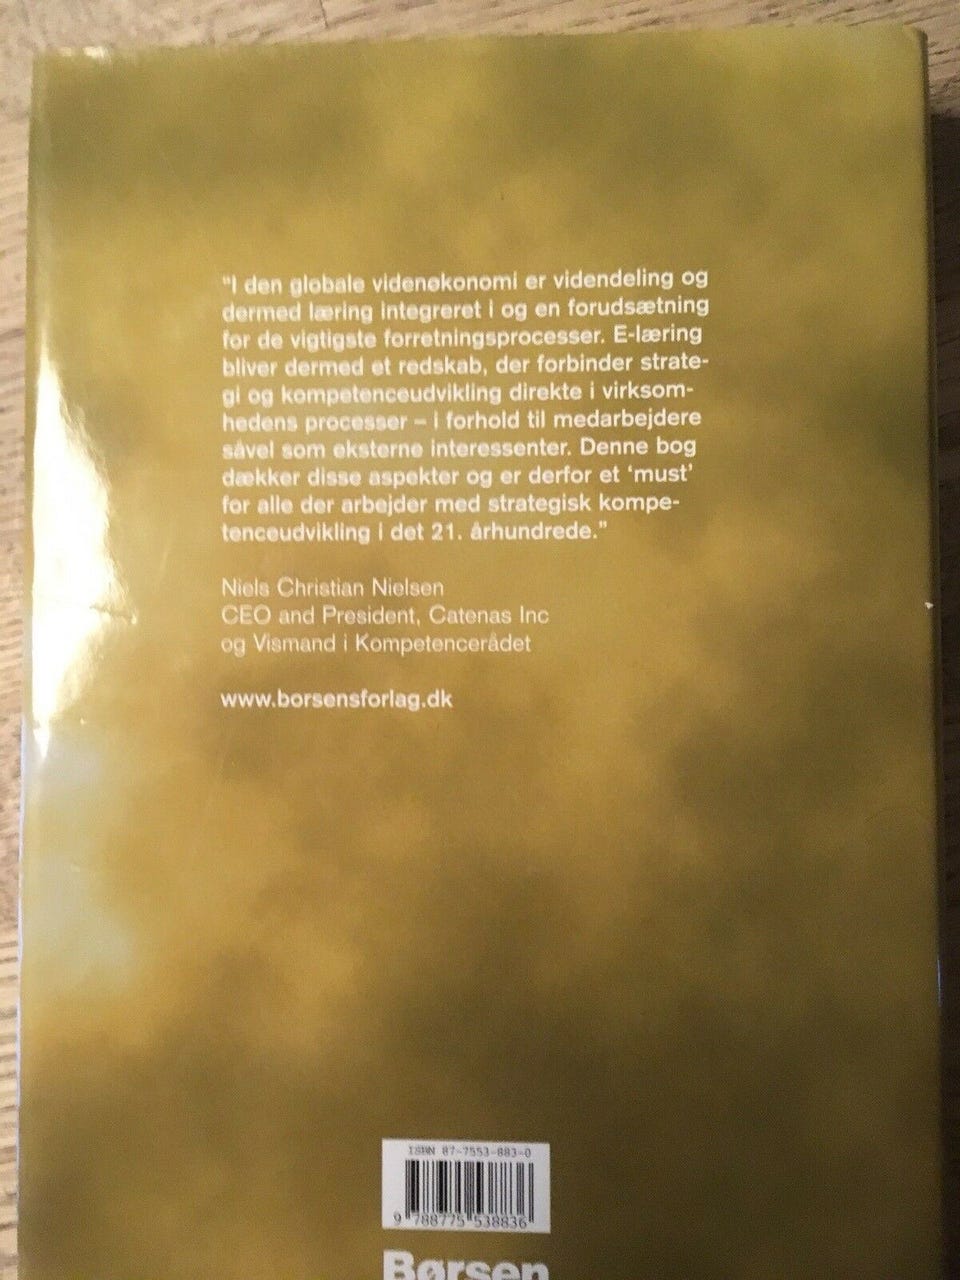 “I den globale videnøkonomi er videndeling og
dermed læring integreret i og en forudsætning
for de vigtigste forretningsprocesser. E-læring
bliver dermed et redskab, der forbinder strate-
gi og kompetenceudvikling direkte i virksom-
hedens processer – i forhold til medarbejdere
såvel som eksterne interessenter. Denne bog
dækker disse aspekter og er derfor et ‘must’
for alle der arbejder med strategisk kompe-
tenceudvikling i det 21. århundrede.”
Niels Christian Nielsen
CEO and President, Catenas Inc
og Vismand i Kompetencerådet
www.borsensforlag.dk
ISBN 87-7553-883-0
9 788775 538836
Børsen